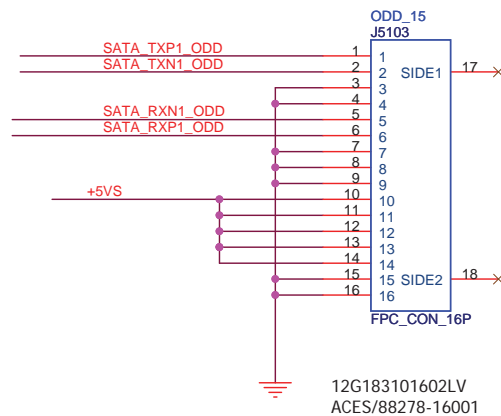 ODD_15
J5103
SATA_TXP1_ODD 1 1
SATA_TXN1_ODD 2 2 SIDE1 17
3 3
4 4
SATA_RXN1_ODD 5 5
SATA_RXP1_ODD 6 6
7 7
8 8
9 9
+5VS 10 10
11 11
12 12
13 13
14 14
15 15 SIDE2 18
16 16
FPC_CON_16P
12G183101602LV
ACES/88278-16001